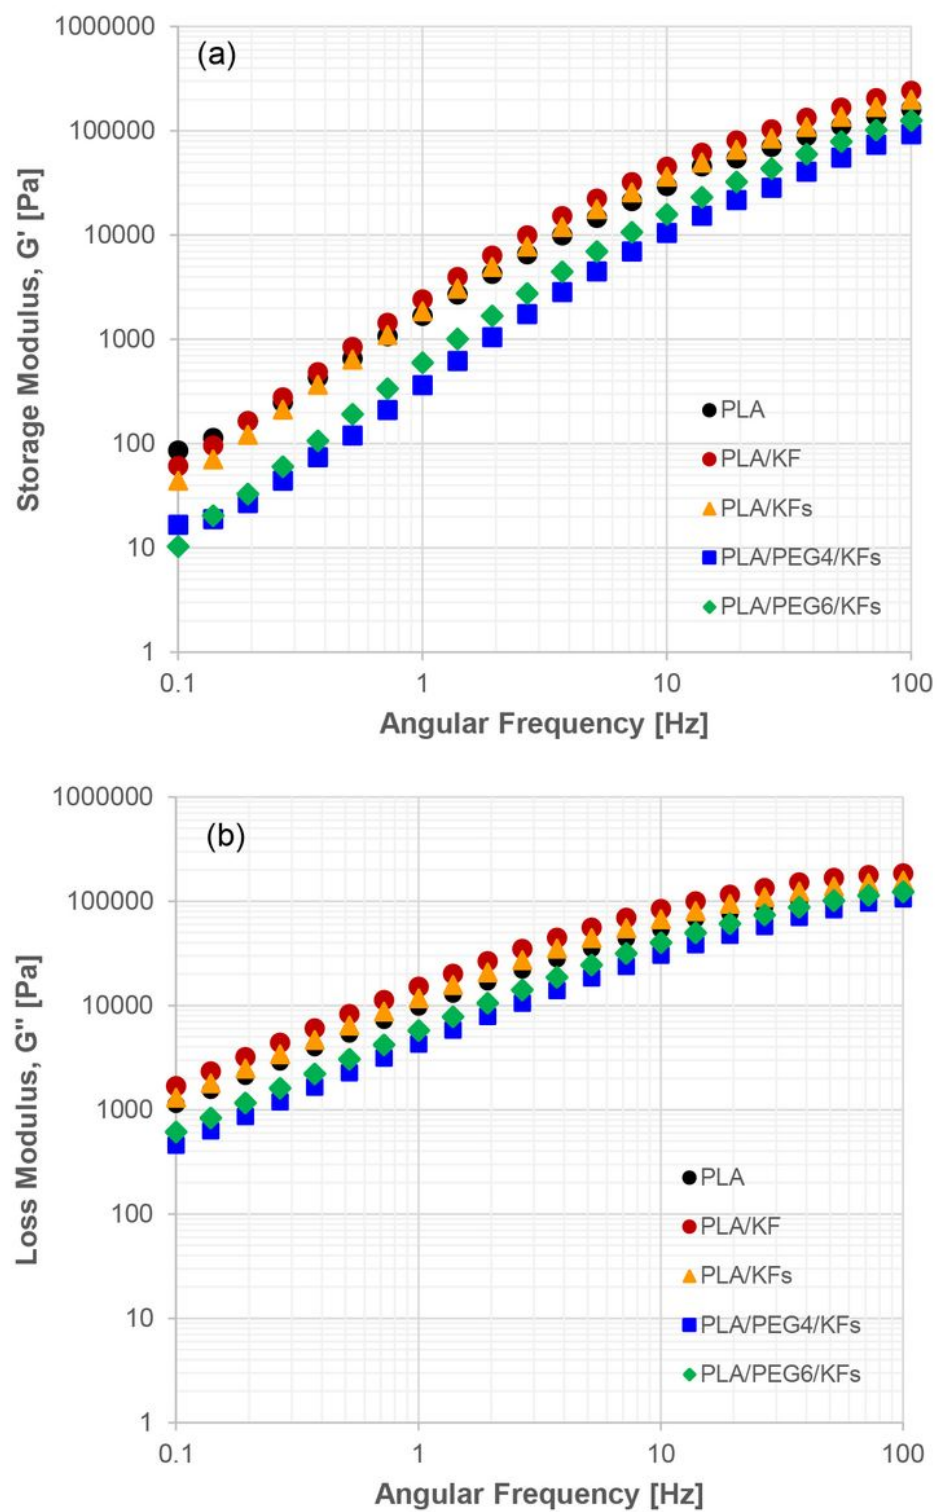 (a)
1000000
100000
10000
1000
100
10
1
Storage Modulus, G' [Pa]
0.1 1 10 100
Angular Frequency [Hz]
PLA
PLA/KF
PLA/KFs
PLA/PEG4/KFs
PLA/PEG6/KFs
(b)
1000000
100000
10000
1000
100
10
1
Loss Modulus, G" [Pa]
0.1 1 10 100
Angular Frequency [Hz]
PLA
PLA/KF
PLA/KFs
PLA/PEG4/KFs
PLA/PEG6/KFs